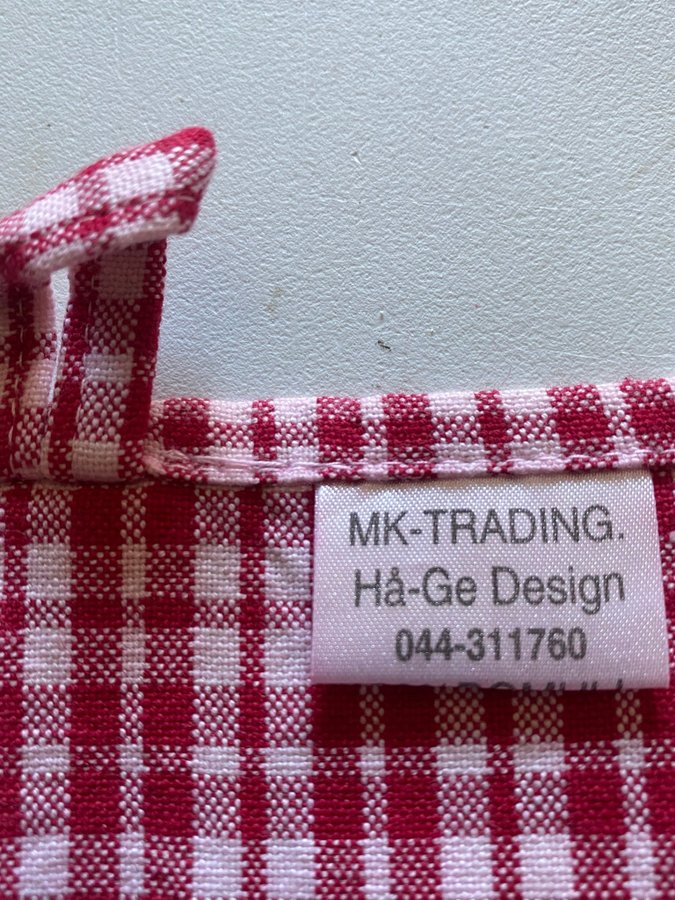 MK-TRADING.
Hå-Ge Design
044-311760